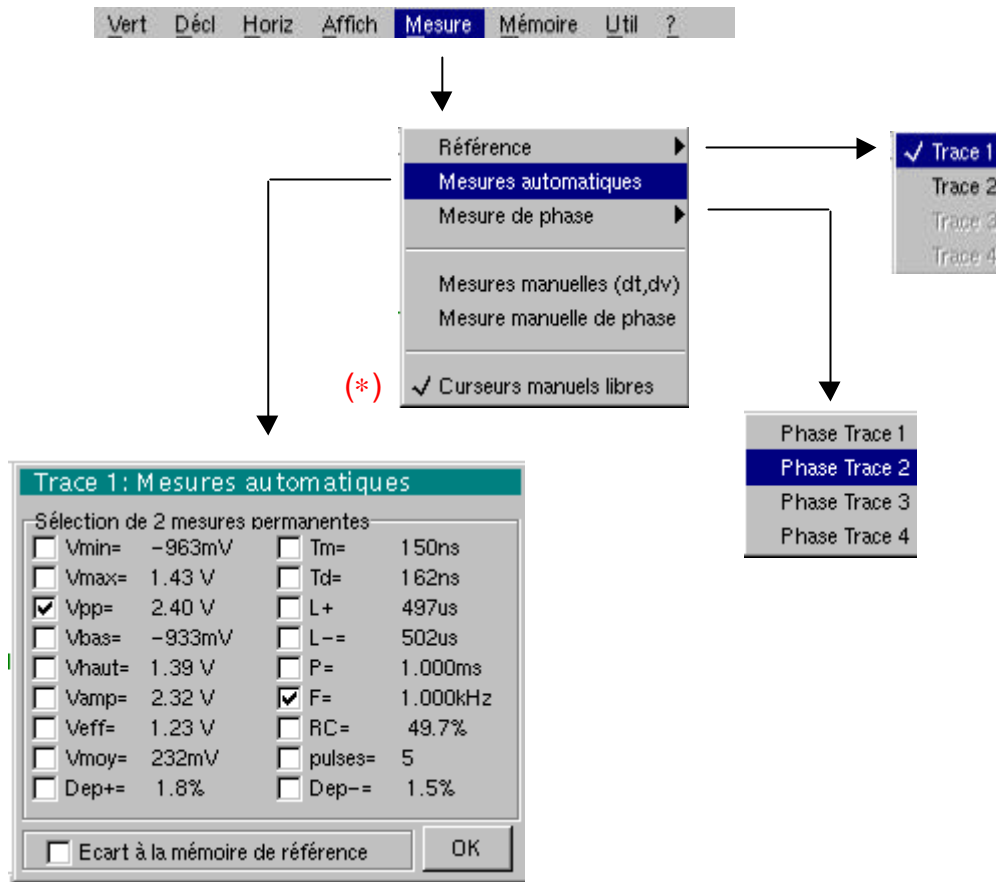 Vert Décl Horiz Affich Mesure Mémoire Util ?
Référence
Mesures automatiques
Mesure de phase
Mesures manuelles (dt,dv)
Mesure manuelle de phase
(*) ✓ Curseurs manuels libres
✓ Trace 1
Trace 2
Trace 3
Trace 4
Phase Trace 1
Phase Trace 2
Phase Trace 3
Phase Trace 4
Trace 1: Mesures automatiques
Sélection de 2 mesures permanentes
Vmin= -963mV Tm= 150ns
Vmax= 1.43 V Td= 162ns
Vpp= 2.40 V L+ 497us
Vbas= -933mV L-= 502us
Vhaut= 1.39 V P= 1.000ms
Vamp= 2.32 V F= 1.000kHz
Veff= 1.23 V RC= 49.7%
Vmoy= 232mV pulses= 5
Dep+= 1.8% Dep-= 1.5%
Ecart à la mémoire de référence OK